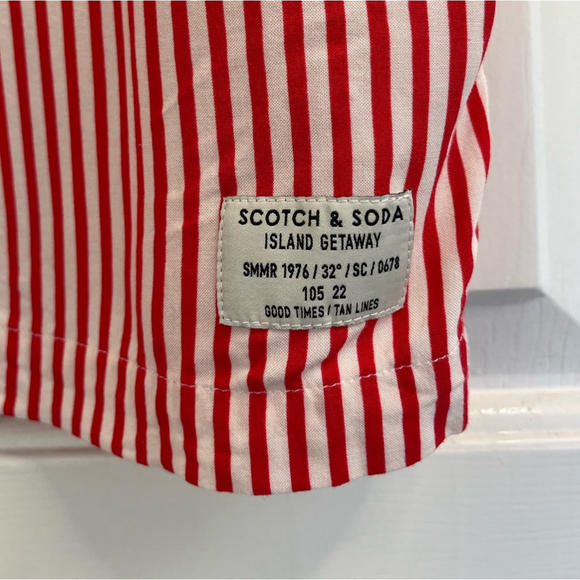 SCOTCH & SODA
ISLAND GETAWAY
SMMR 1976 / 32° / SC / 0678
105 22
GOOD TIMES / TAN LINES